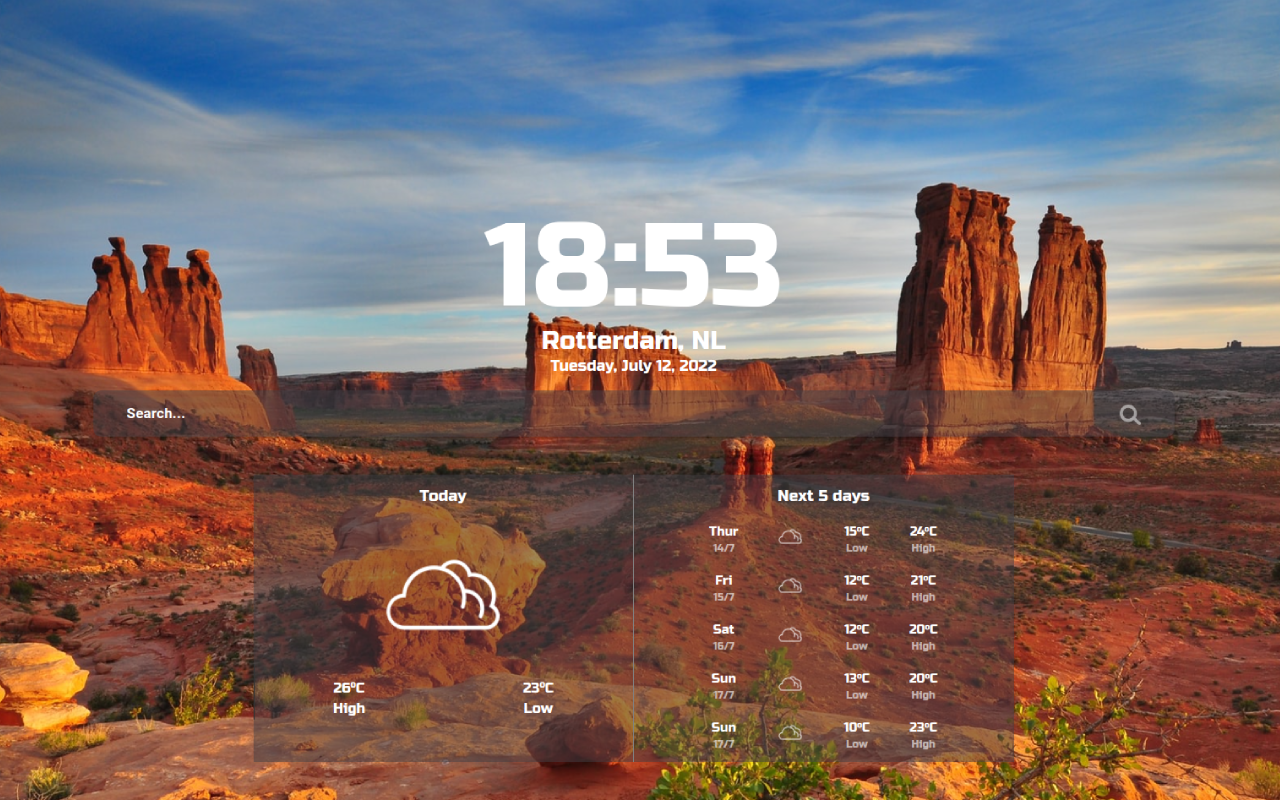 18:53
Rotterdam, NL
Tuesday, July 12, 2022
Search...
Today
26ºC
High
23ºC
Low
Next 5 days
Thur 15ºC 24ºC
14/7 Low High
Fri 12ºC 21ºC
15/7 Low High
Sat 12ºC 20ºC
16/7 Low High
Sun 13ºC 20ºC
17/7 Low High
Sun 10ºC 23ºC
17/7 Low High